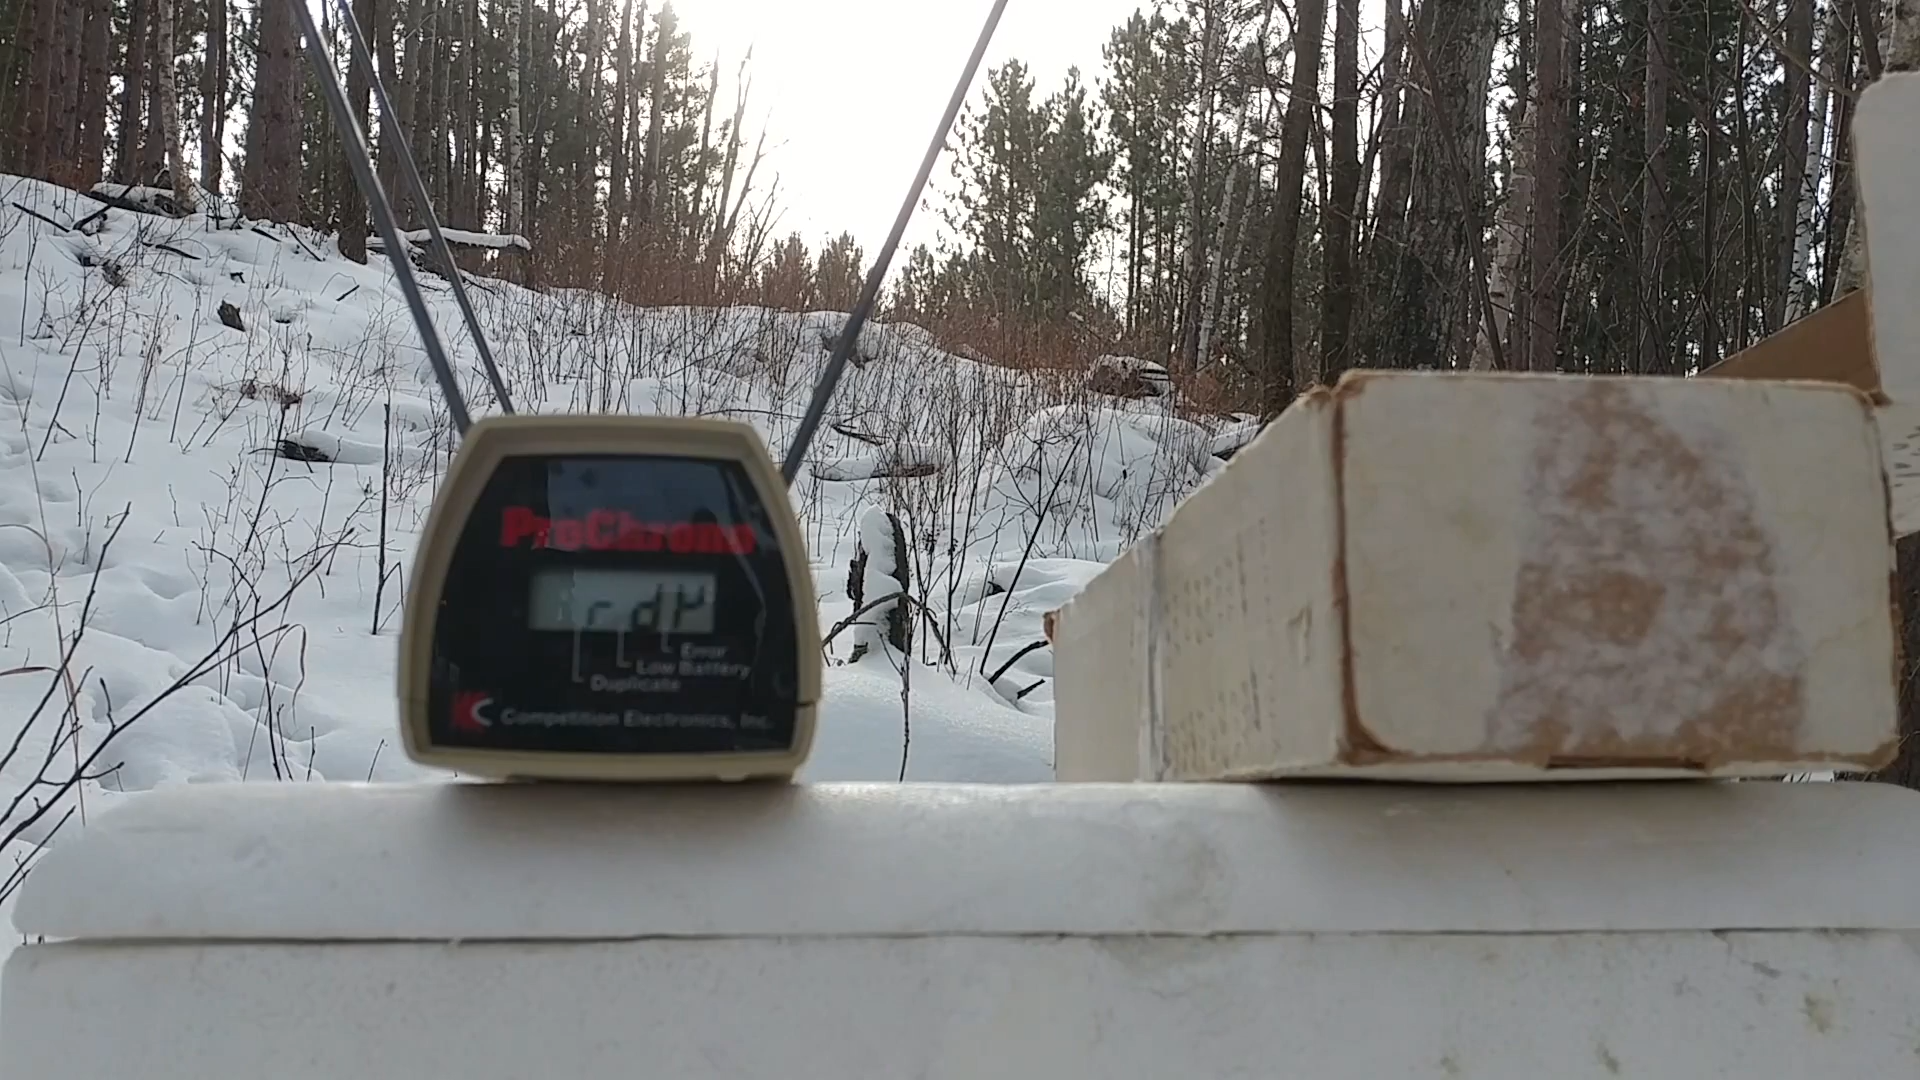 ProChrono
rdy
Error
Low Battery
Duplicate
Competition Electronics, Inc.